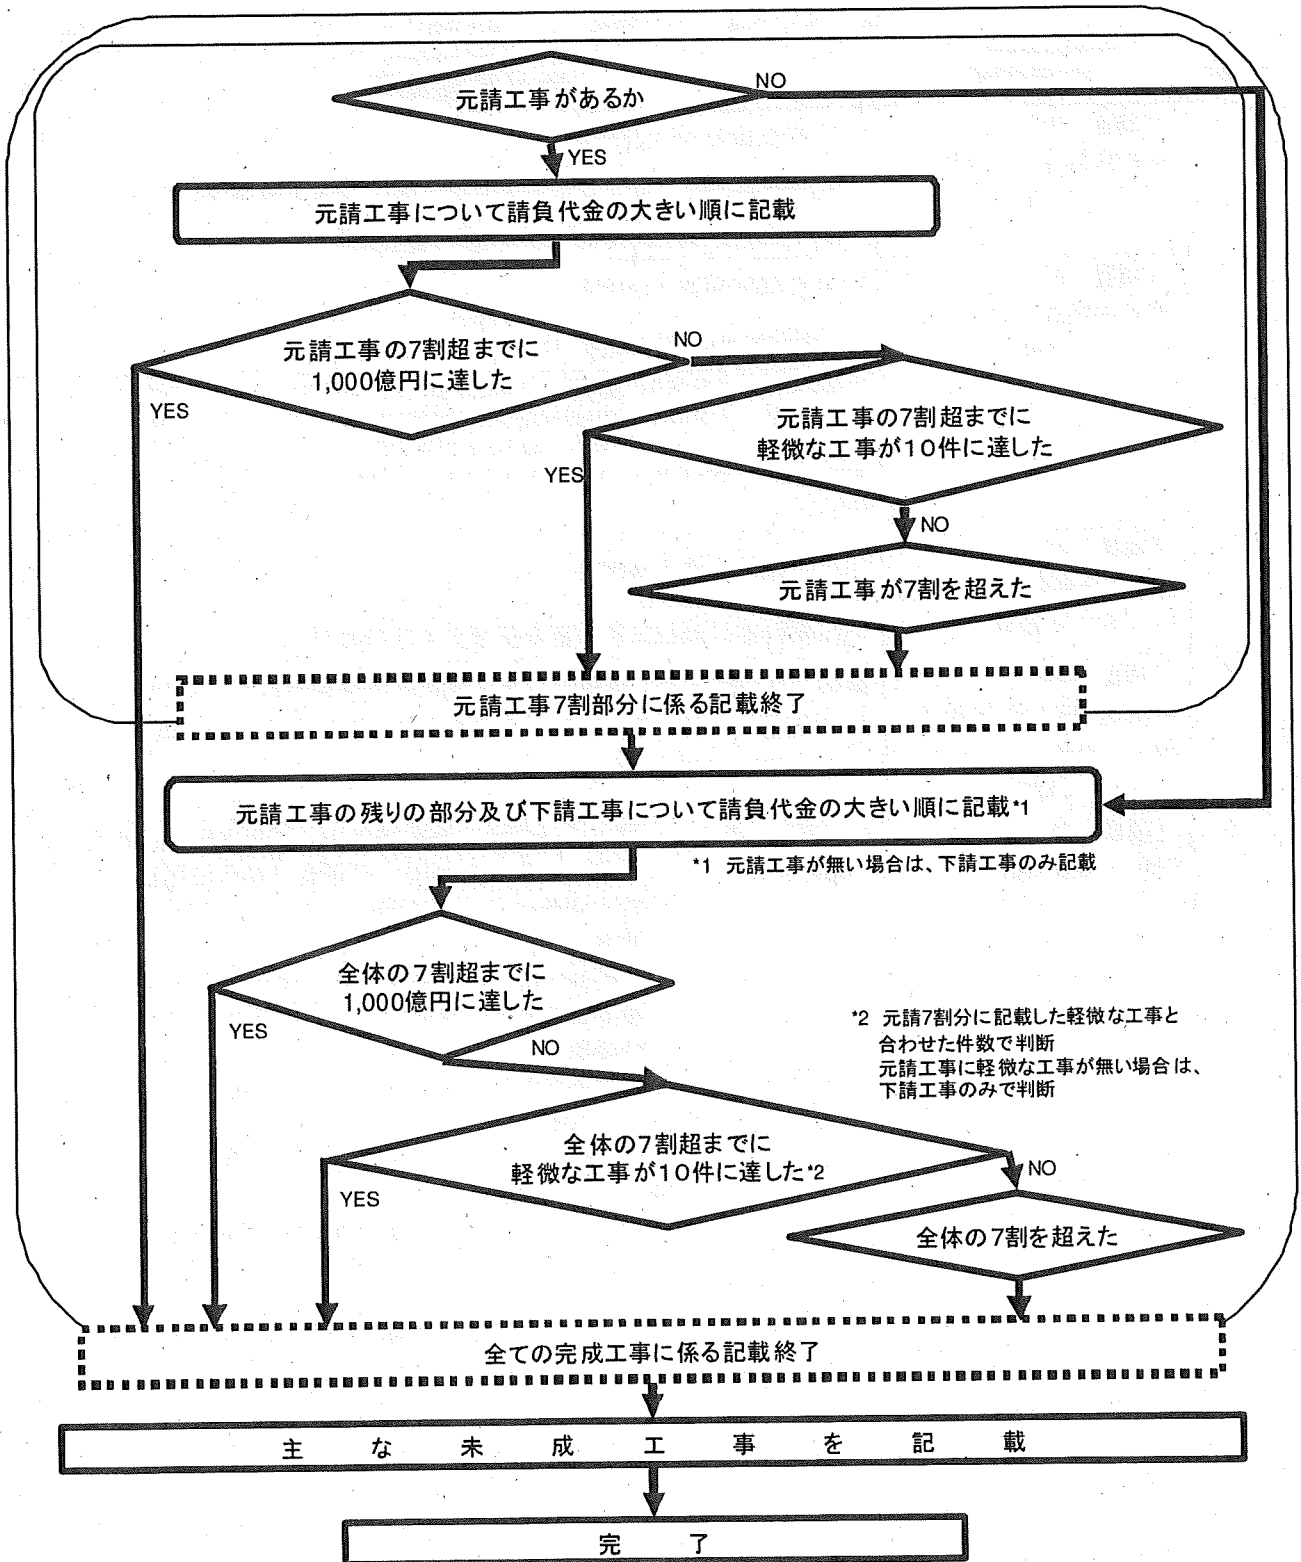 元請工事があるか
NO
YES
元請工事について請負代金の大きい順に記載
元請工事の7割超までに
1,000億円に達した
NO
YES
元請工事の7割超までに
軽微な工事が10件に達した
YES
NO
元請工事が7割を超えた
元請工事7割部分に係る記載終了
元請工事の残りの部分及び下請工事について請負代金の大きい順に記載*1
*1 元請工事が無い場合は、下請工事のみ記載
全体の7割超までに
1,000億円に達した
YES
NO
*2 元請7割分に記載した軽微な工事と
合わせた件数で判断
元請工事に軽微な工事が無い場合は、
下請工事のみで判断
全体の7割超までに
軽微な工事が10件に達した*2
YES
NO
全体の7割を超えた
全ての完成工事に係る記載終了
主な未成工事を記載
完了